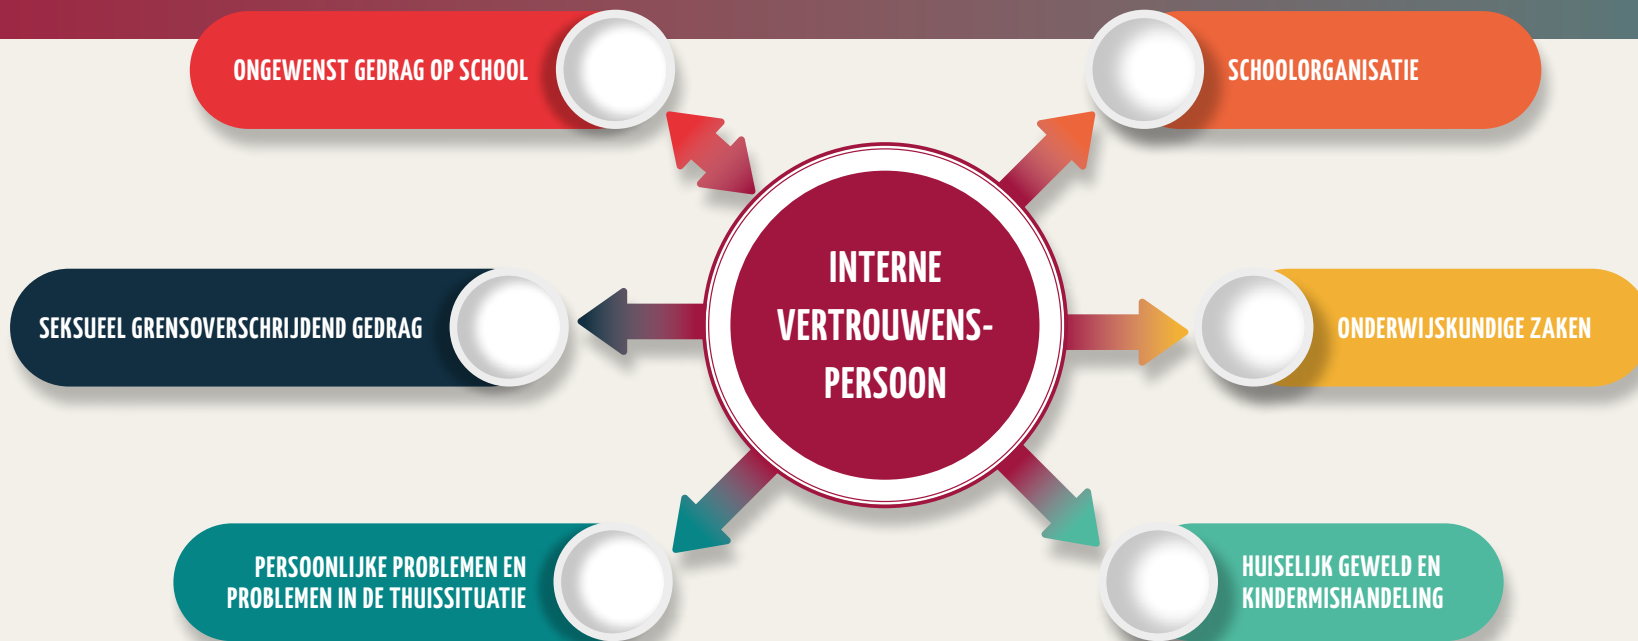 ONGEWENST GEDRAG OP SCHOOL
SCHOOLORGANISATIE
SEKSUEEL GRENSOVERSCHRIJDEND GEDRAG
INTERNE
VERTROUWENS-
PERSOON
ONDERWIJSKUNDIGE ZAKEN
PERSOONLIJKE PROBLEMEN EN
PROBLEMEN IN DE THUISSITUATIE
HUISELIJK GEWELD EN
KINDERMISHANDELING